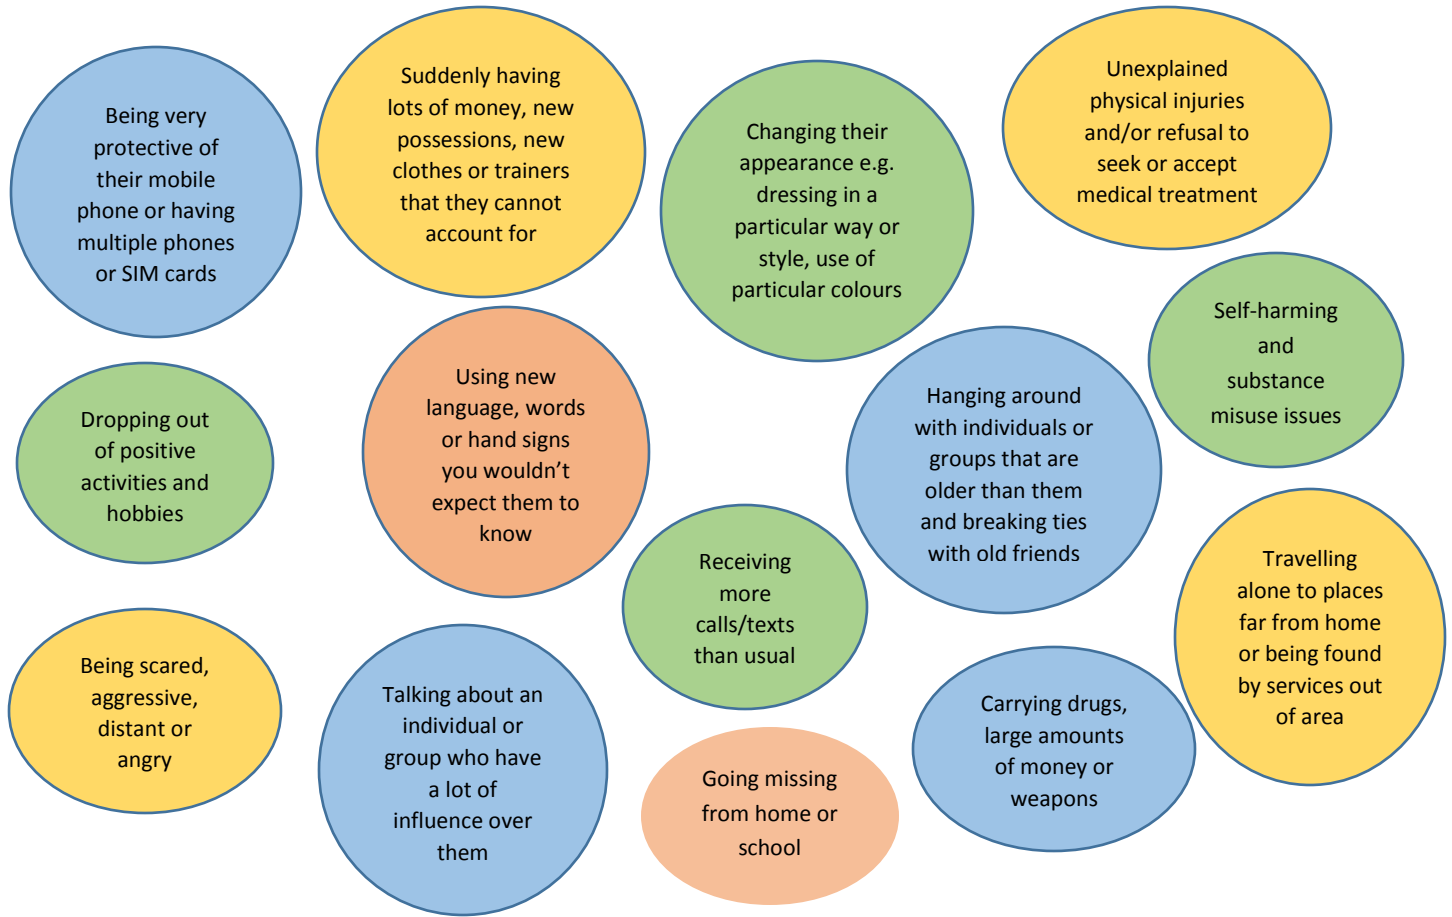 Being very
protective of
their mobile
phone or having
multiple phones
or SIM cards
Suddenly having
lots of money, new
possessions, new
clothes or trainers
that they cannot
account for
Changing their
appearance e.g.
dressing in a
particular way or
style, use of
particular colours
Unexplained
physical injuries
and/or refusal to
seek or accept
medical treatment
Self-harming
and
substance
misuse issues
Dropping out
of positive
activities and
hobbies
Using new
language, words
or hand signs
you wouldn’t
expect them to
know
Hanging around
with individuals or
groups that are
older than them
and breaking ties
with old friends
Receiving
more
calls/texts
than usual
Travelling
alone to places
far from home
or being found
by services out
of area
Being scared,
aggressive,
distant or
angry
Talking about an
individual or
group who have
a lot of
influence over
them
Going missing
from home or
school
Carrying drugs,
large amounts
of money or
weapons